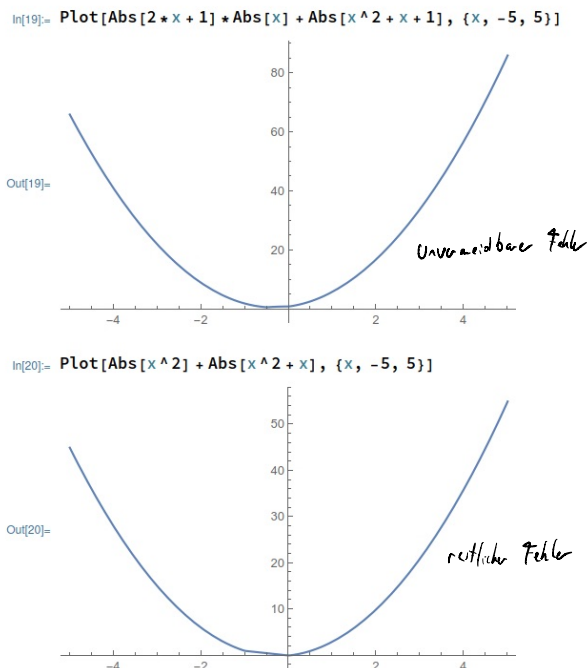 In[19]:= Plot[Abs[2*x + 1]*Abs[x] + Abs[x^2 + x + 1], {x, -5, 5}]
80
60
Out[19]=
40
20
unvermeidbarer Fehler
-4 -2 2 4
In[20]:= Plot[Abs[x^2] + Abs[x^2 + x], {x, -5, 5}]
50
40
30
Out[20]=
20
restlicher Fehler
10
-4 -2 2 4